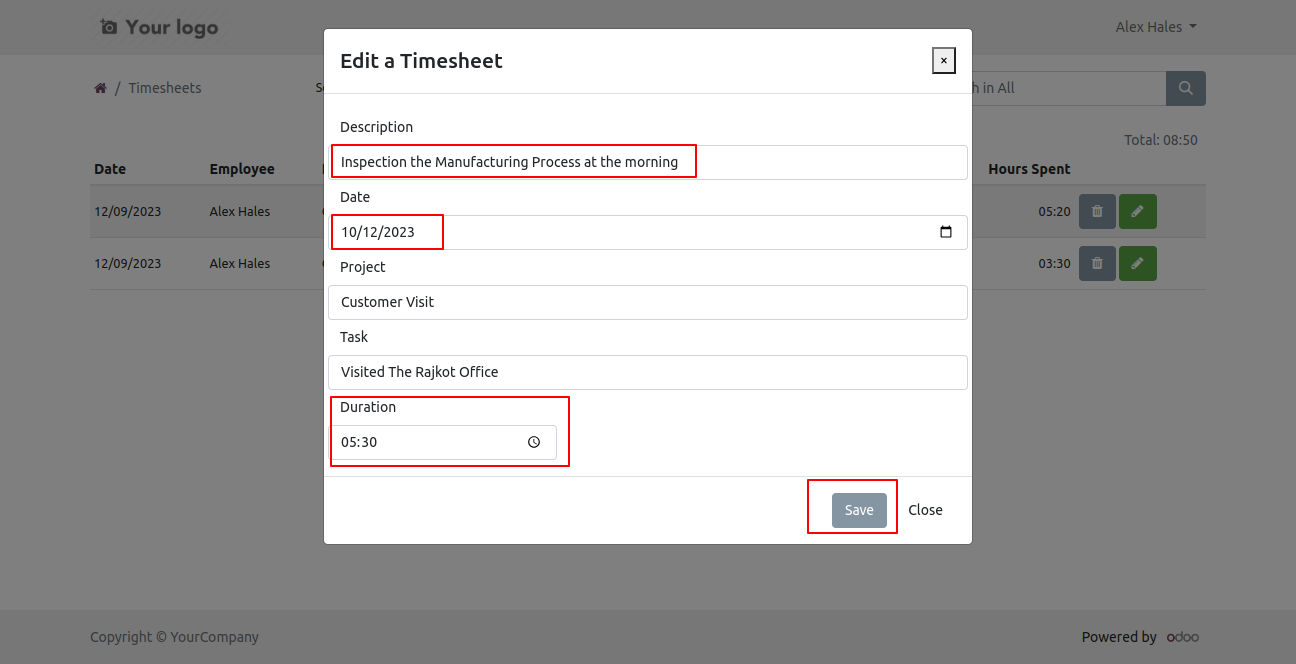 Your logo
Alex Hales
Edit a Timesheet
×
/ Timesheets
h in All
Description
Total: 08:50
Inspection the Manufacturing Process at the morning
Date Employee Hours Spent
Date
12/09/2023 Alex Hales 05:20
10/12/2023
Project
12/09/2023 Alex Hales 03:30
Customer Visit
Task
Visited The Rajkot Office
Duration
05:30
Save Close
Copyright © YourCompany
Powered by odoo